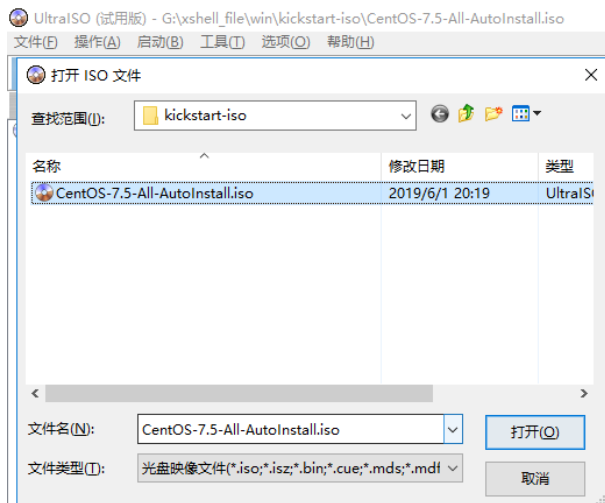 UltraISO (试用版) - G:\xshell_file\win\kickstart-iso\CentOS-7.5-All-AutoInstall.iso
文件(F) 操作(A) 启动(B) 工具(T) 选项(O) 帮助(H)
打开 ISO 文件
查找范围(I): kickstart-iso
名称 修改日期 类型
CentOS-7.5-All-AutoInstall.iso 2019/6/1 20:19 UltraIS
文件名(N): CentOS-7.5-All-AutoInstall.iso 打开(O)
文件类型(T): 光盘映像文件(*.iso;*.isz;*.bin;*.cue;*.mds;*.mdf 取消